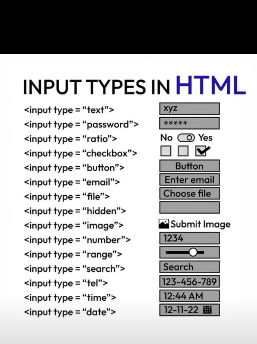 INPUT TYPES IN HTML
<input type = “text”> xyz
<input type = “password”> *****
<input type = “ratio”> No Yes
<input type = “checkbox”>
<input type = “button”> Button
<input type = “email”> Enter email
<input type = “file”> Choose file
<input type = “hidden”>
<input type = “image”> Submit Image
<input type = “number”> 1234
<input type = “range”>
<input type = “search”> Search
<input type = “tel”> 123-456-789
<input type = “time”> 12:44 AM
<input type = “date”> 12-11-22